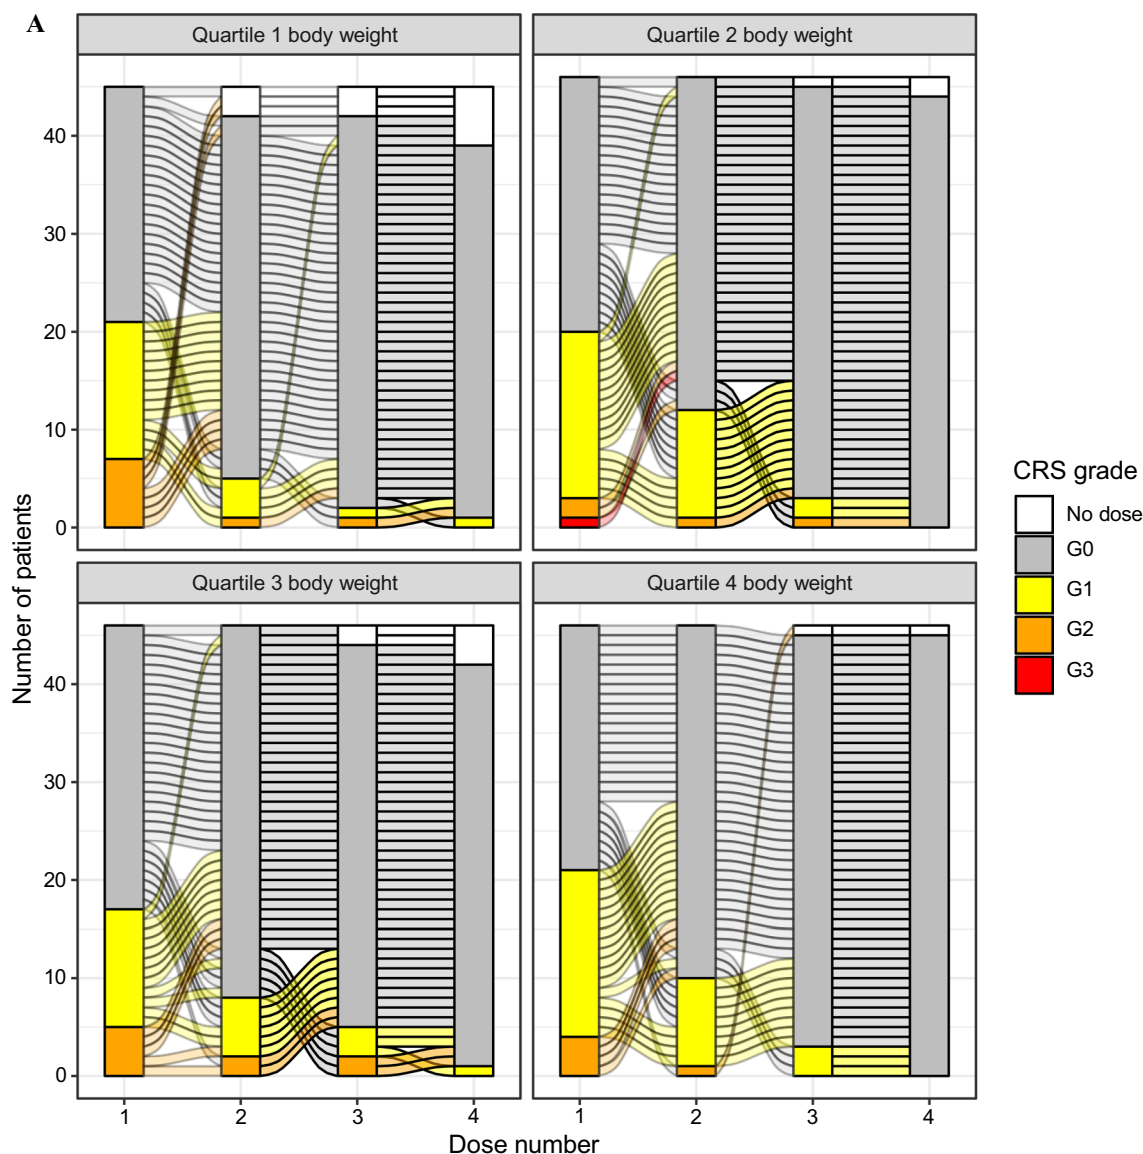 A
Quartile 1 body weight
Quartile 2 body weight
40
30
20
10
0
Quartile 3 body weight
Quartile 4 body weight
40
30
20
10
0
1 2 3 4
1 2 3 4
Number of patients
Dose number
CRS grade
No dose
G0
G1
G2
G3